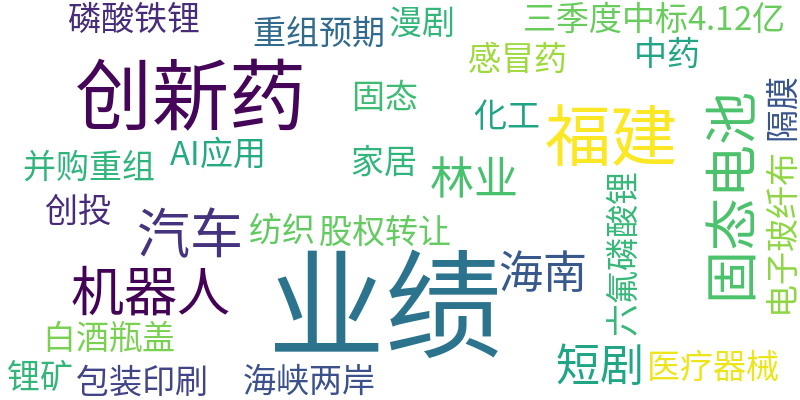 磷酸铁锂
重组预期
漫剧
三季度中标4.12亿
感冒药
中药
创新药
固态
化工
福建
固态电池
隔膜
并购重组
AI应用
家居
林业
电子玻纤布
创投
汽车
纺织
股权转让
六氟磷酸锂
机器人
业绩
海南
白酒瓶盖
短剧
医疗器械
锂矿
包装印刷
海峡两岸